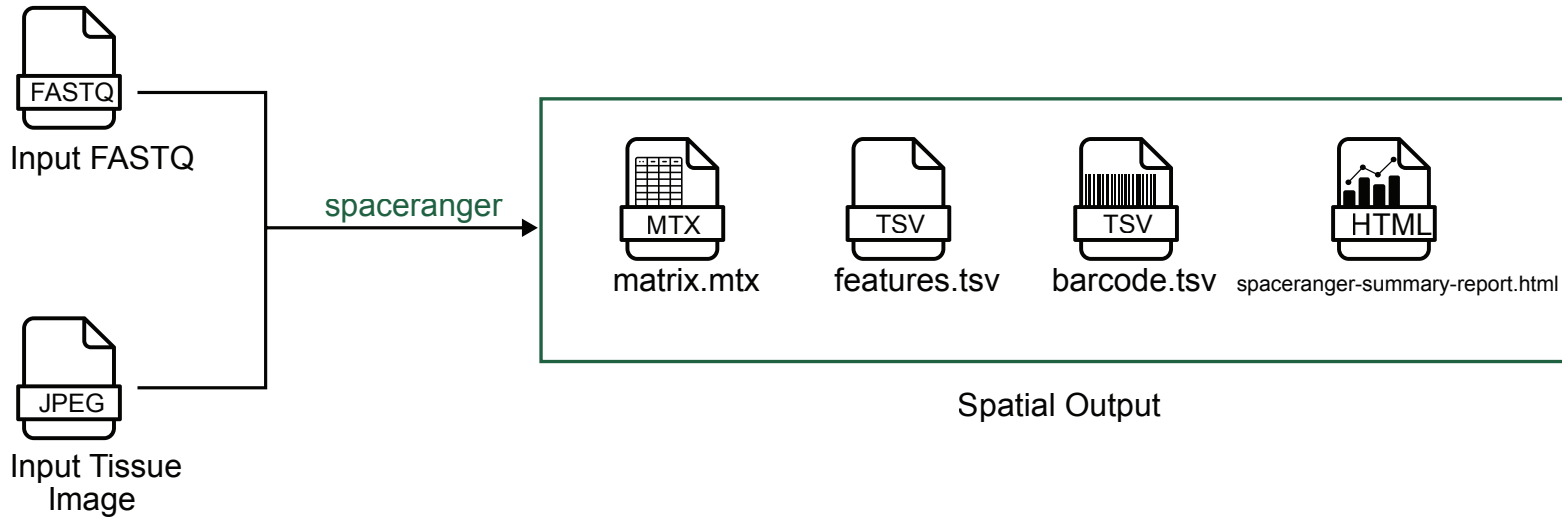 FASTQ
Input FASTQ
spaceranger
MTX
matrix.mtx
TSV
features.tsv
TSV
barcode.tsv
HTML
spaceranger-summary-report.html
JPEG
Input Tissue
Image
Spatial Output